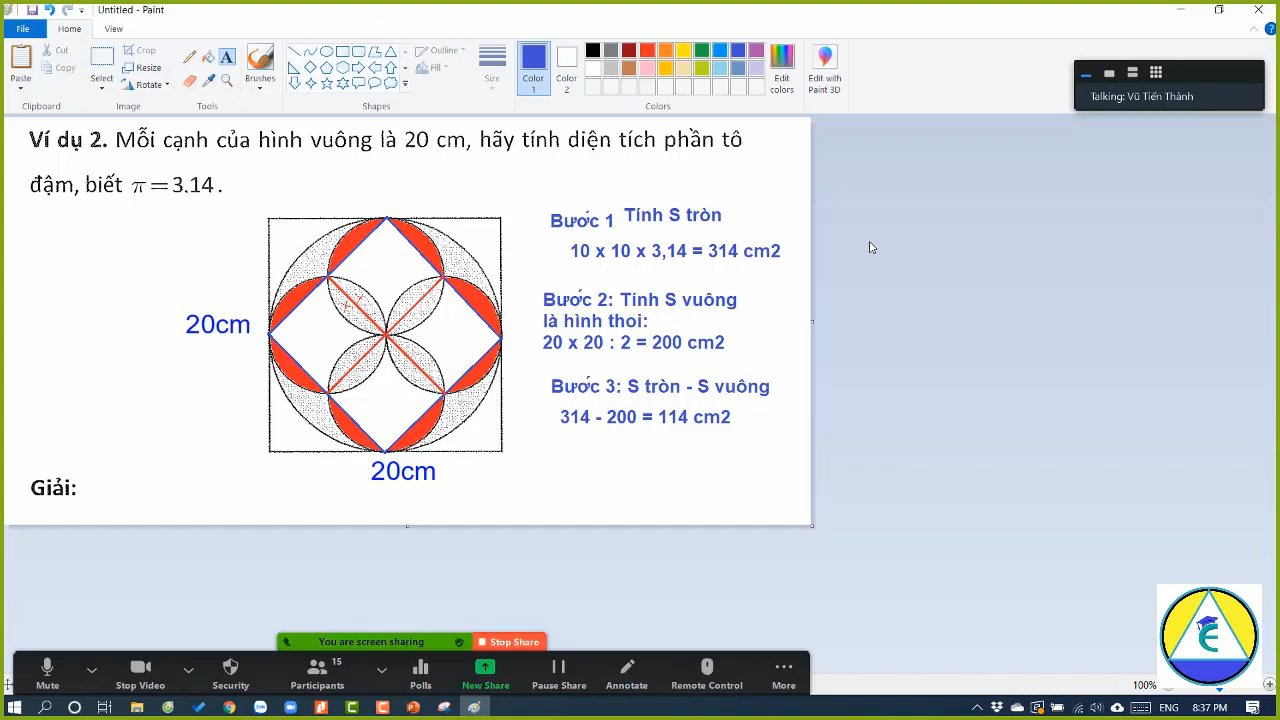 Untitled - Paint
File Home View
Cut
Copy
Paste
Crop
Resize
Rotate
Select
Brushes
Outline
Fill
Size
Color 1
Color 2
Edit colors
Edit with Paint 3D
Clipboard Image Tools Shapes Colors
Talking: Vũ Tiến Thành
Ví dụ 2. Mỗi cạnh của hình vuông là 20 cm, hãy tính diện tích phần tô
đậm, biết π = 3.14.
Bước 1 Tính S tròn
10 x 10 x 3,14 = 314 cm2
Bước 2: Tính S vuông
là hình thoi:
20 x 20 : 2 = 200 cm2
20cm
Bước 3: S tròn - S vuông
314 - 200 = 114 cm2
20cm
Giải:
You are screen sharing Stop Share
15
Mute Stop Video Security Participants Polls New Share Pause Share Annotate Remote Control More
100%
ENG 8:37 PM